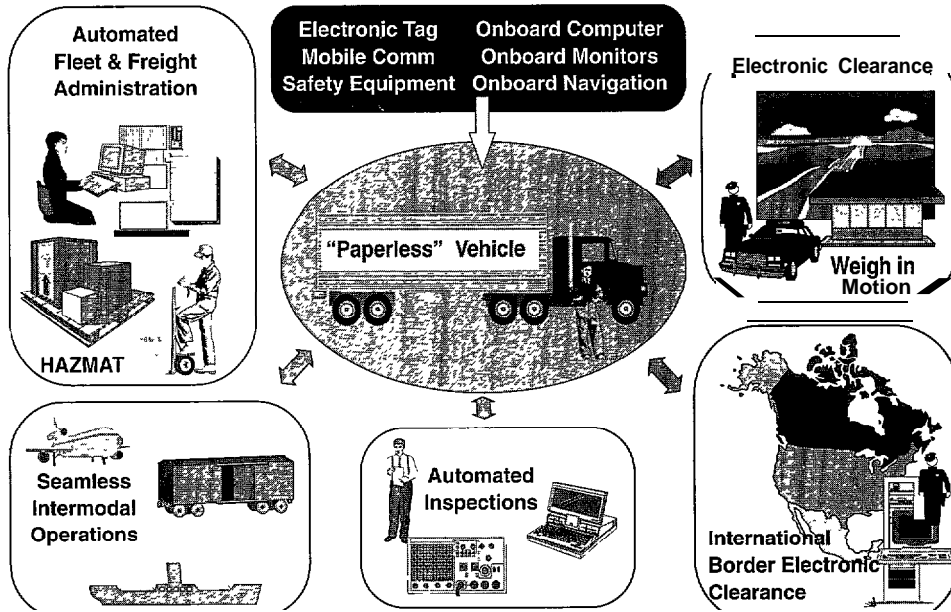 Automated
Fleet & Freight
Administration
HAZMAT
Electronic Tag
Mobile Comm
Safety Equipment
Onboard Computer
Onboard Monitors
Onboard Navigation
Electronic Clearance
Weigh in
Motion
"Paperless" Vehicle
Seamless
Intermodal
Operations
Automated
Inspections
International
Border Electronic
Clearance